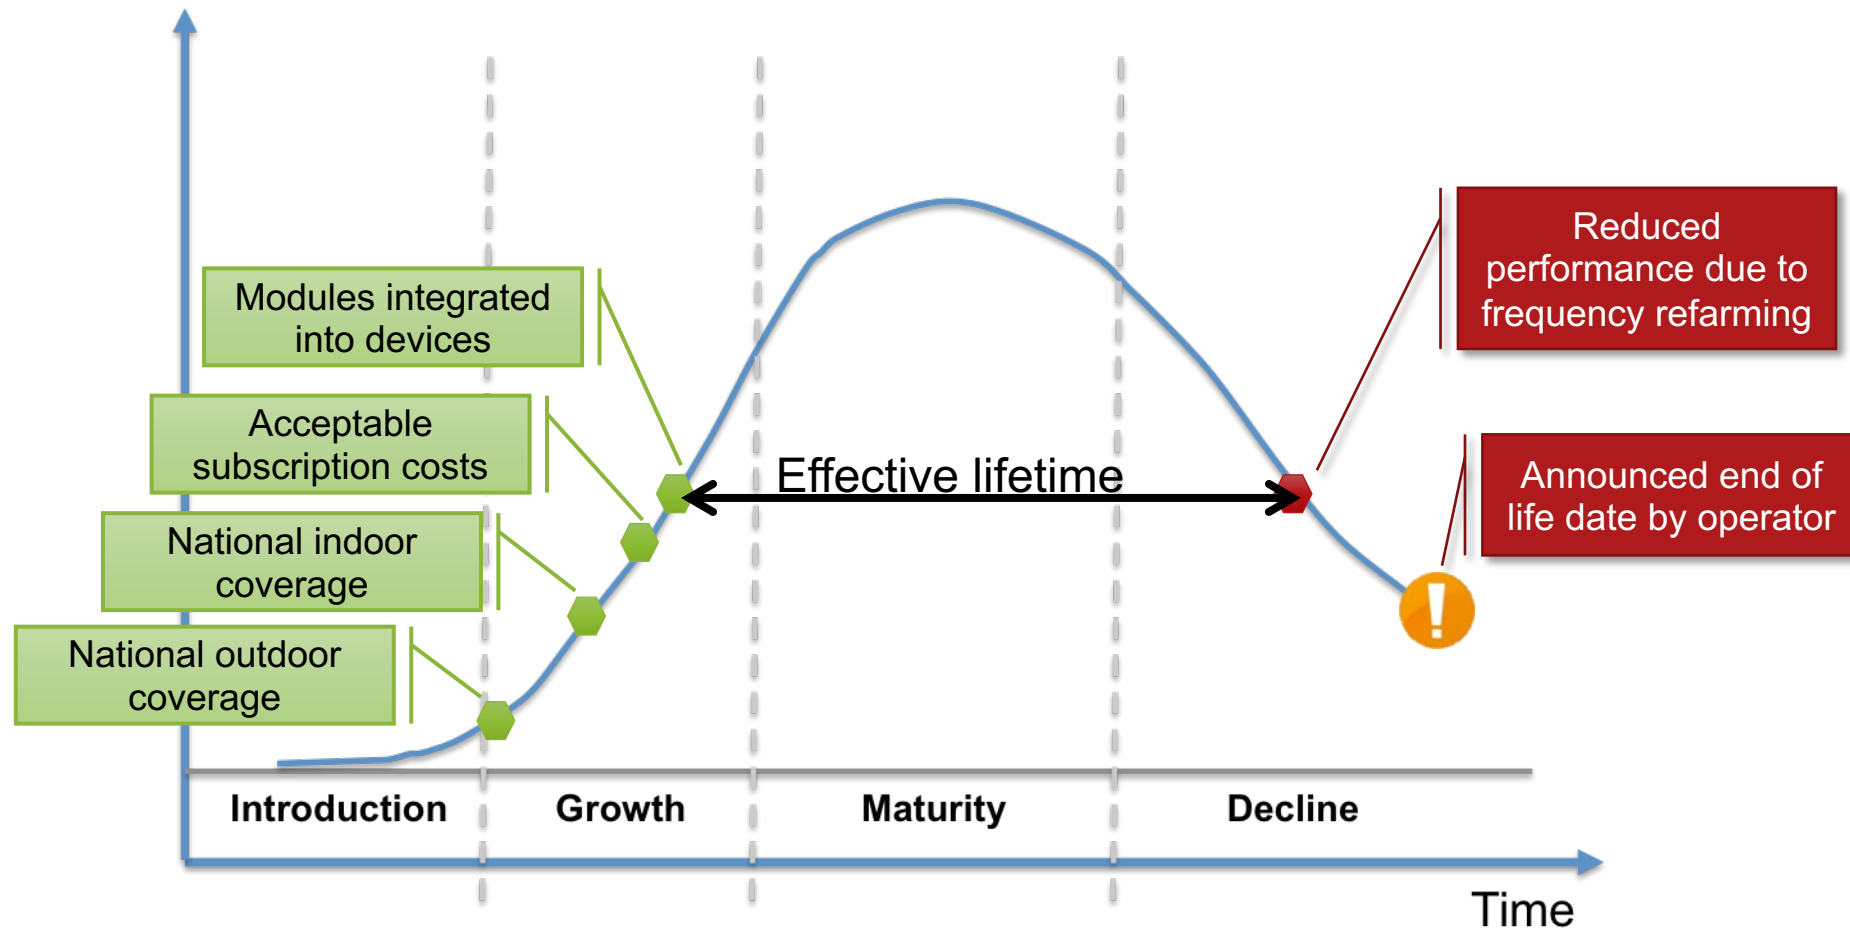 Modules integrated
into devices
Acceptable
subscription costs
National indoor
coverage
National outdoor
coverage
Effective lifetime
Reduced
performance due to
frequency refarming
Announced end of
life date by operator
!
Introduction
Growth
Maturity
Decline
Time